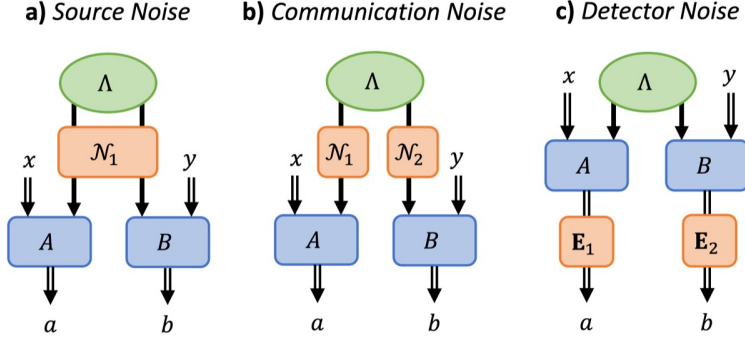 a) Source Noise
b) Communication Noise
c) Detector Noise
Λ
𝒩1
x
y
A
B
a
b
Λ
𝒩1
𝒩2
x
y
A
B
a
b
x
Λ
y
A
B
E1
E2
a
b